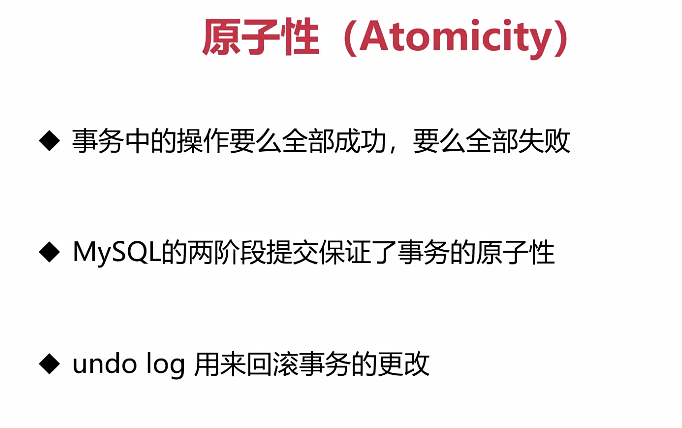 原子性（Atomicity）
◆ 事务中的操作要么全部成功，要么全部失败
◆ MySQL的两阶段提交保证了事务的原子性
◆ undo log 用来回滚事务的更改